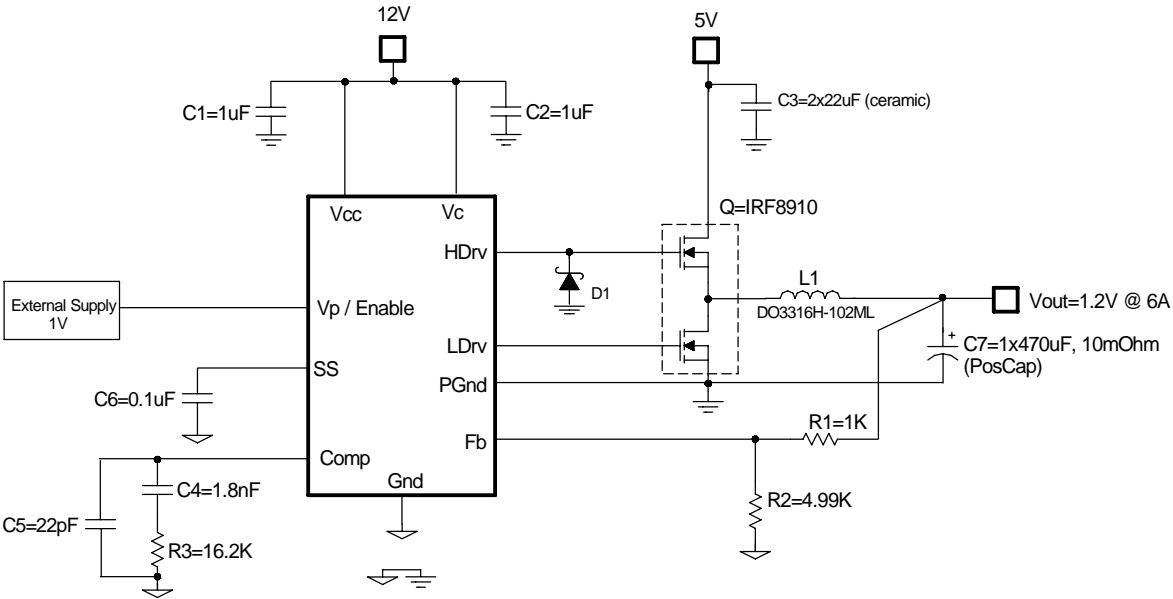 12V
5V
C1=1uF
C2=1uF
C3=2x22uF (ceramic)
Vcc
Vc
Q=IRF8910
HDrv
D1
L1
DO3316H-102ML
External Supply
1V
Vp / Enable
Vout=1.2V @ 6A
LDrv
+
C7=1x470uF, 10mOhm
(PosCap)
SS
PGnd
C6=0.1uF
R1=1K
Fb
Comp
Gnd
C4=1.8nF
R2=4.99K
C5=22pF
R3=16.2K